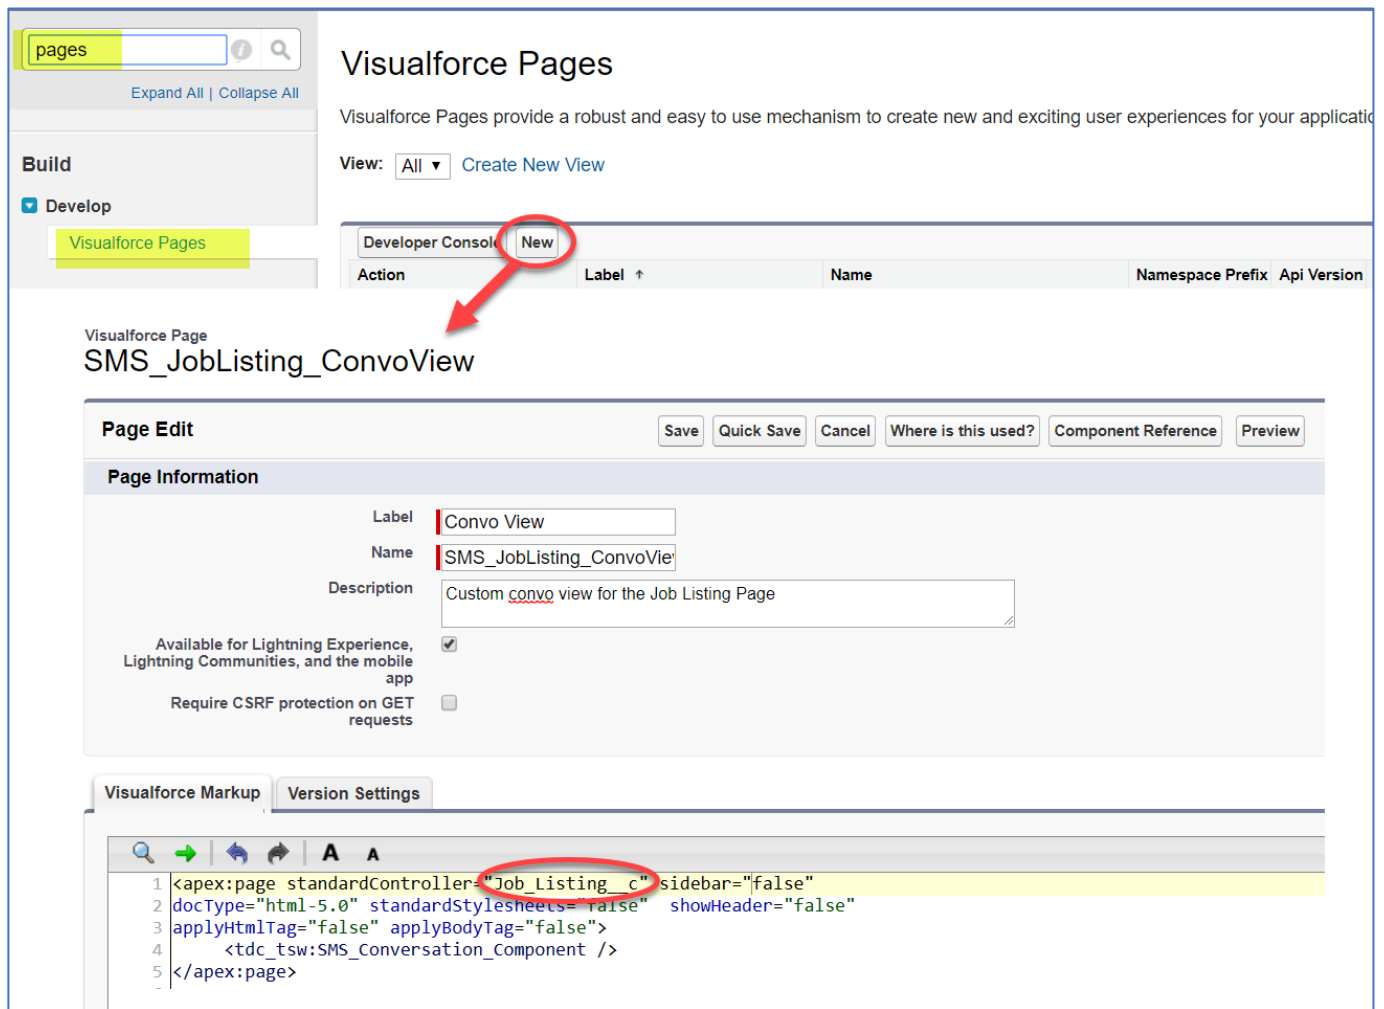 pages
Expand All | Collapse All
Build
Develop
Visualforce Pages
Visualforce Pages
Visualforce Pages provide a robust and easy to use mechanism to create new and exciting user experiences for your applicatio
View: All Create New View
Developer Console New
Action Label Name Namespace Prefix Api Version
Visualforce Page
SMS_JobListing_ConvoView
Page Edit Save Quick Save Cancel Where is this used? Component Reference Preview
Page Information
Label Convo View
Name SMS_JobListing_ConvoVie
Description Custom convo view for the Job Listing Page
Available for Lightning Experience,
Lightning Communities, and the mobile
app
Require CSRF protection on GET
requests
Visualforce Markup Version Settings
A A
1 <apex:page standardController="Job_Listing__c" sidebar="false"
2 docType="html-5.0" standardStylesheets="false" showHeader="false"
3 applyHtmlTag="false" applyBodyTag="false">
4 <tdc_tsw:SMS_Conversation_Component />
5 </apex:page>